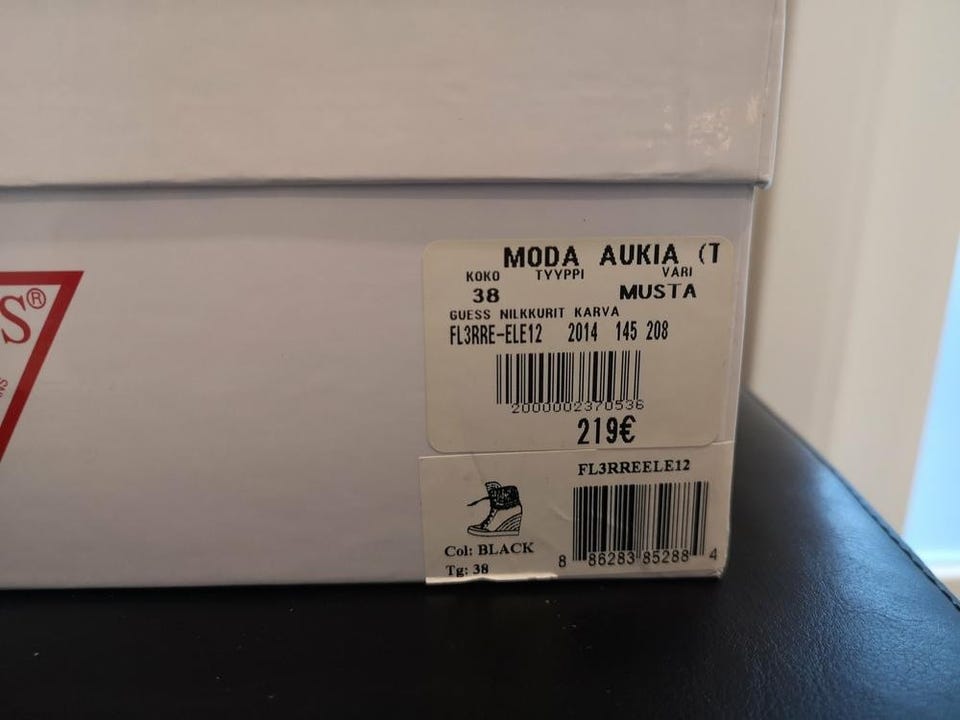 MODA AUKIA (T
KOKO TYYPPI VARI
38 MUSTA
GUESS NILKKURIT KARVA
FL3RRE-ELE12 2014 145 208
2000002370536
219€
FL3RREELE12
Col: BLACK
Tg: 38
8 86283 85288 4
S®